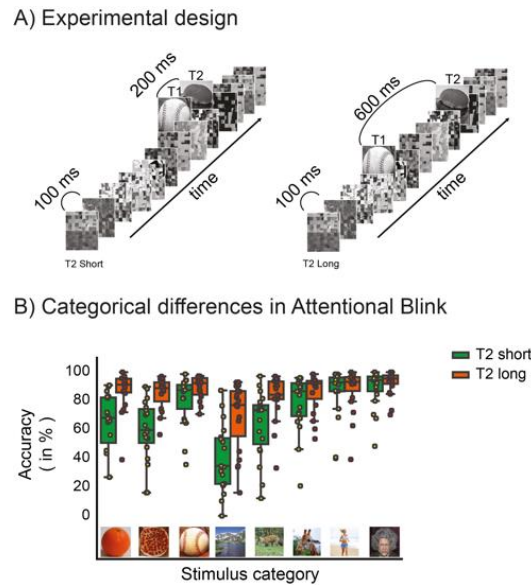 A) Experimental design
200 ms
T1
T2
100 ms
time
T2 Short
600 ms
T1
T2
100 ms
time
T2 Long
B) Categorical differences in Attentional Blink
T2 short
T2 long
Accuracy
( in % )
100
80
60
40
20
0
Stimulus category